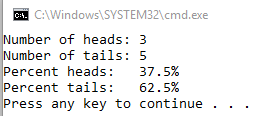 C:\Windows\SYSTEM32\cmd.exe
Number of heads: 3
Number of tails: 5
Percent heads:   37.5%
Percent tails:   62.5%
Press any key to continue . . .